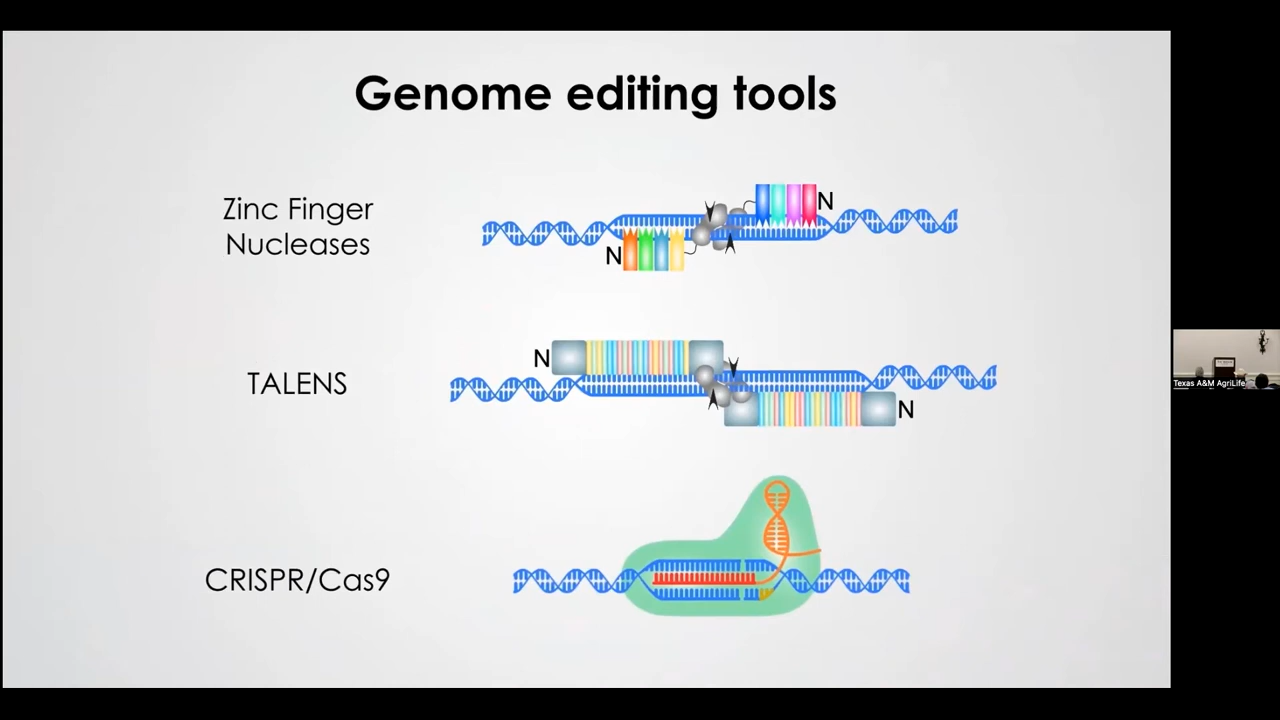 Genome editing tools
Zinc Finger
Nucleases
N
N
TALENS
N
N
CRISPR/Cas9
Texas A&M AgriLife